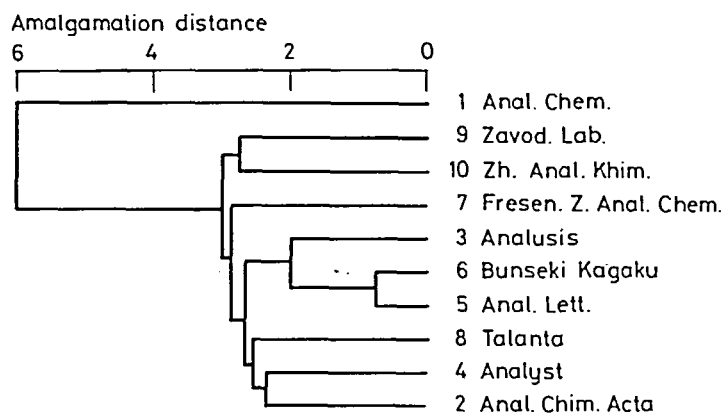 Amalgamation distance
6 4 2 0
1 Anal. Chem.
9 Zavod. Lab.
10 Zh. Anal. Khim.
7 Fresen. Z. Anal. Chem.
3 Analusis
6 Bunseki Kagaku
5 Anal. Lett.
8 Talanta
4 Analyst
2 Anal. Chim. Acta